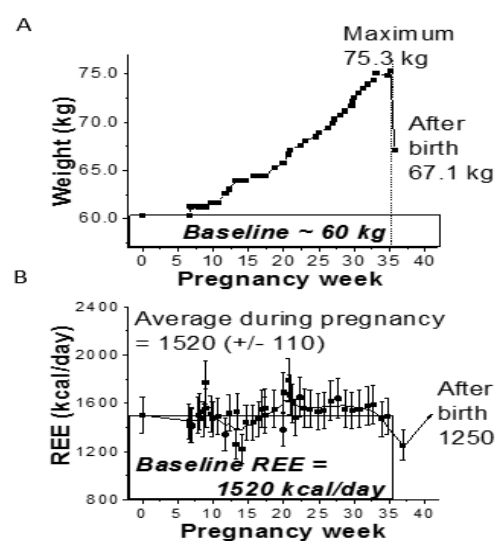 A
Maximum
75.3 kg
75.0
70.0
65.0
60.0
Weight (kg)
After
birth
67.1 kg
Baseline ~ 60 kg
0 5 10 15 20 25 30 35 40
Pregnancy week
B
2400
2000
1600
1200
800
REE (kcal/day)
Average during pregnancy
= 1520 (+/- 110)
After
birth
1250
Baseline REE =
1520 kcal/day
0 5 10 15 20 25 30 35 40
Pregnancy week